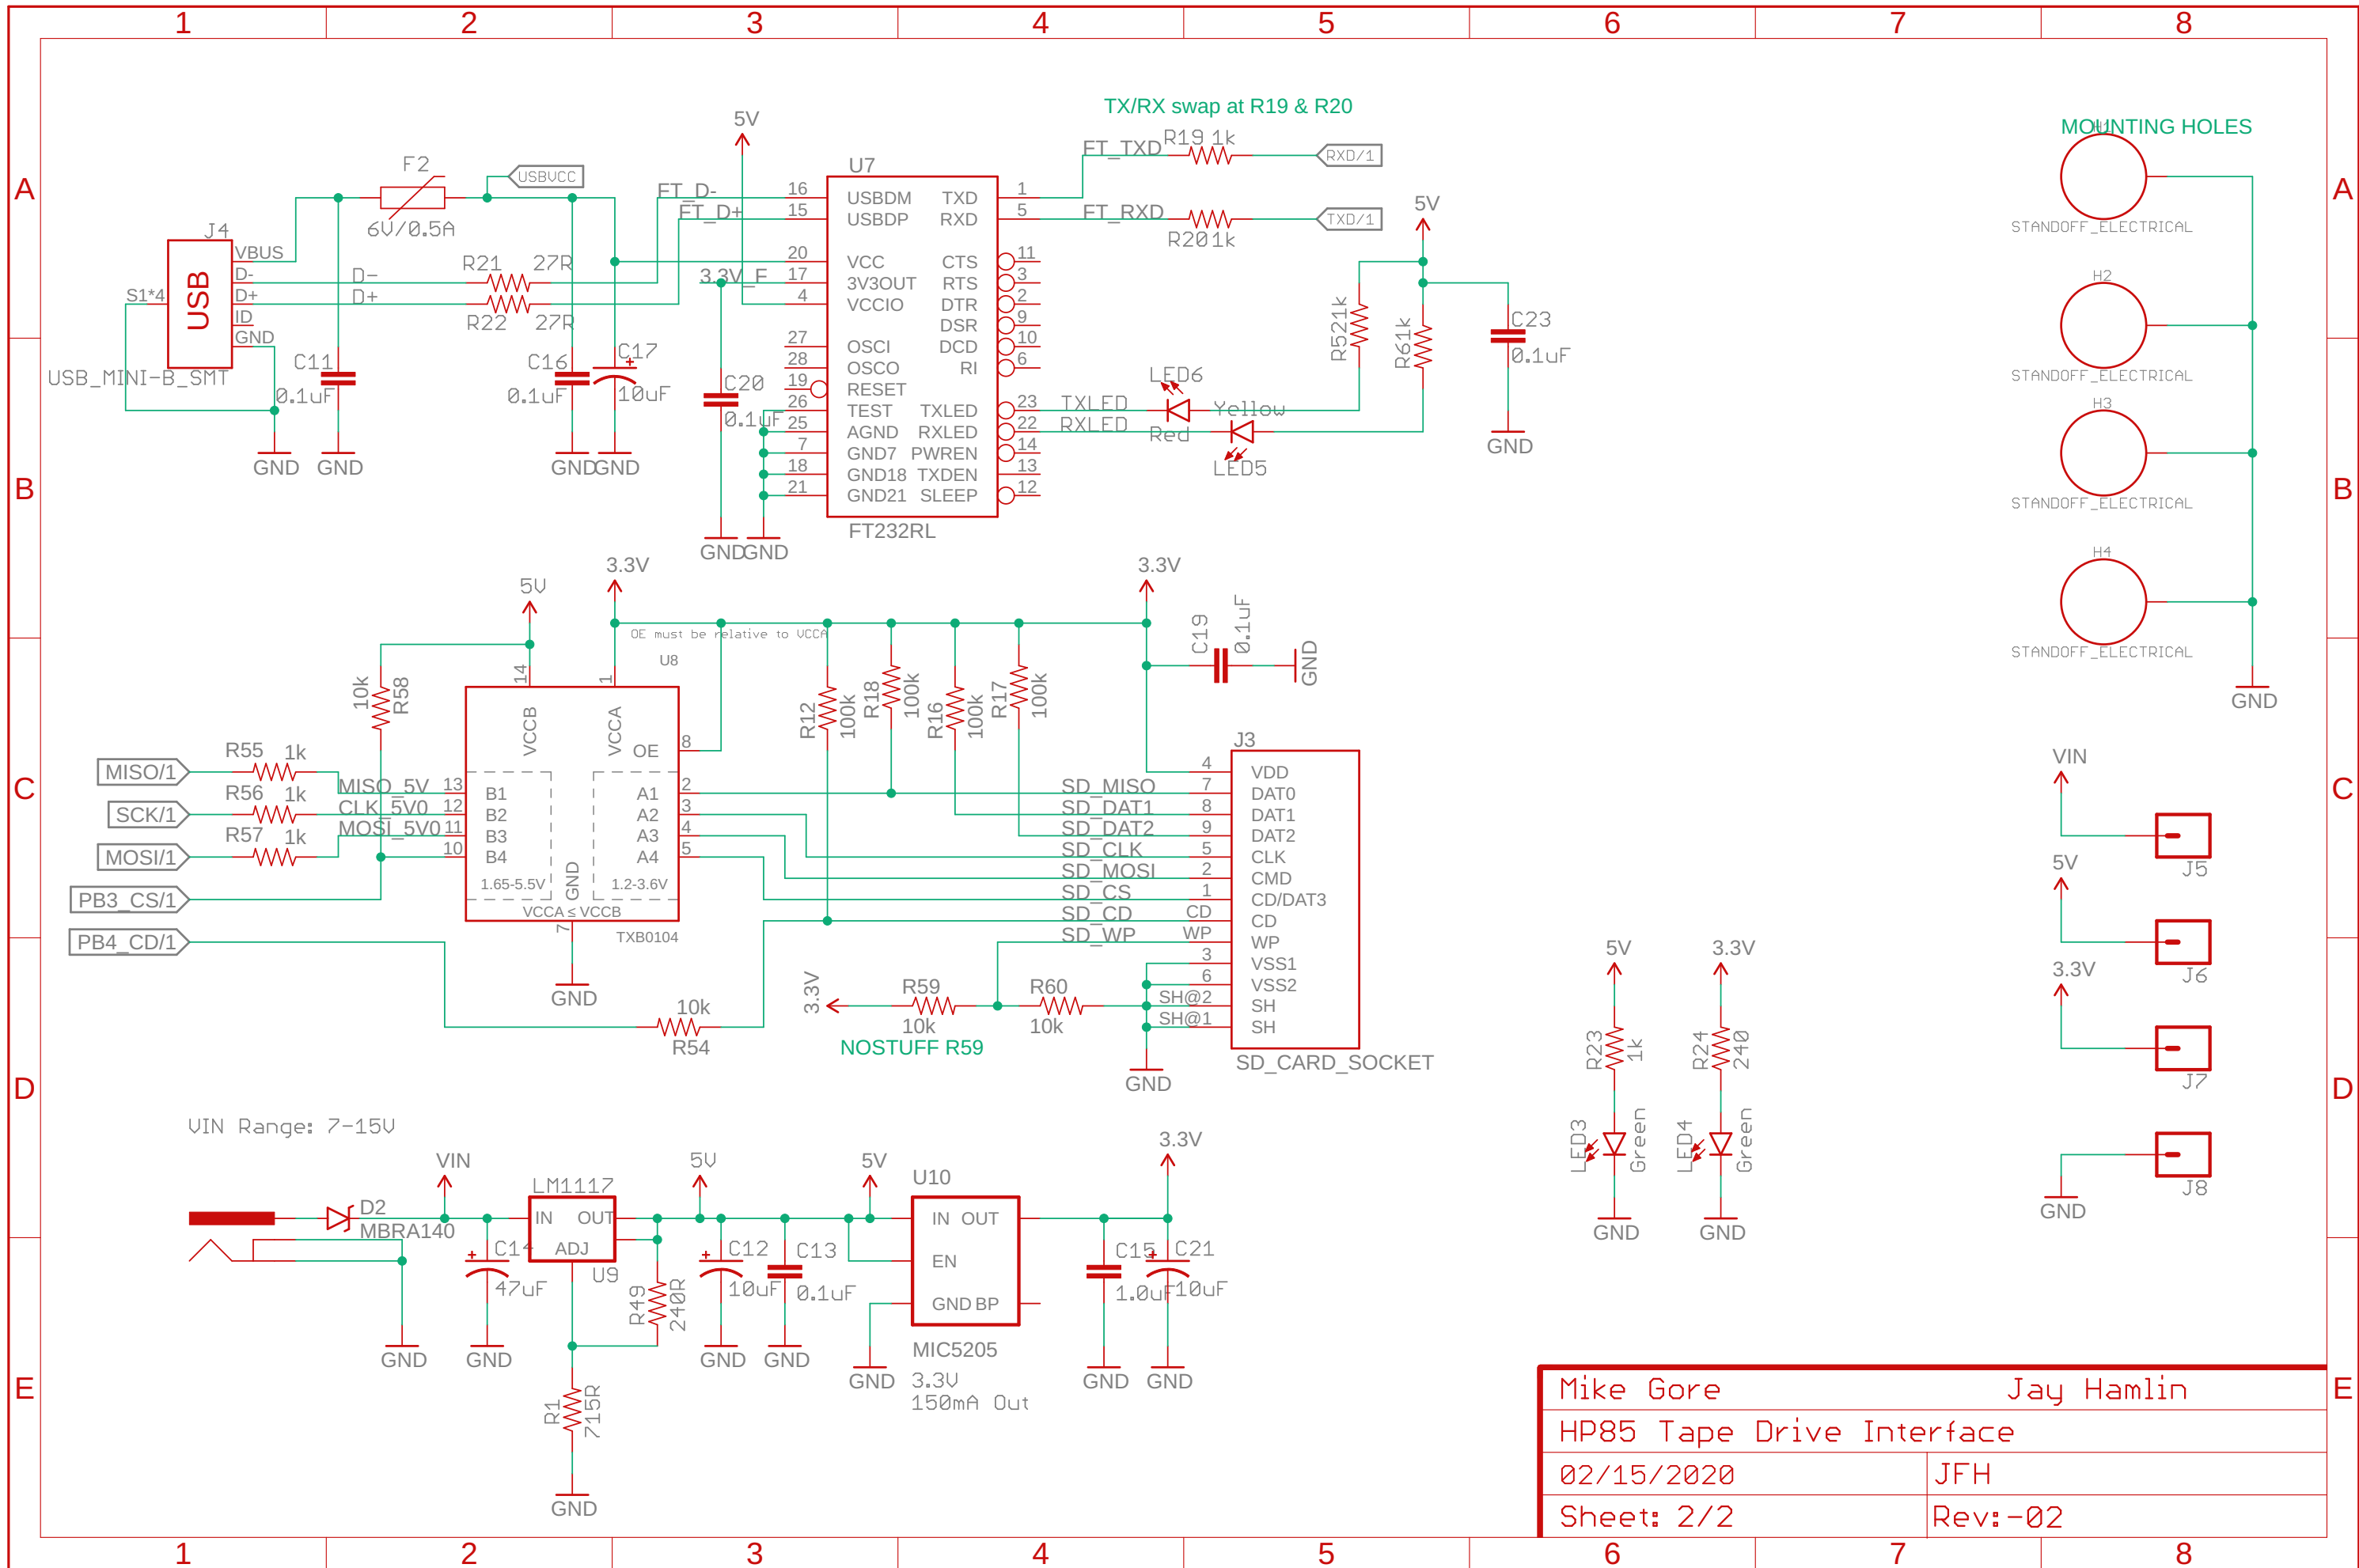 1 2 3 4 5 6 7 8
A A
B B
C C
D D
E E
TX/RX swap at R19 & R20
5V
F2
6V/0.5A
USBVCC
J4
USB
VBUS
D-
D+
ID
GND
S1*4
USB_MINI-B_SMT
D-
D+
R21 27R
R22 27R
C11
0.1uF
C16
0.1uF
C17
10uF
GND GND GND GND
FT_D-
FT_D+
3.3V_F
C20
0.1uF
GND GND
U7
16 USBDM TXD 1
15 USBDP RXD 5
20 VCC CTS 11
17 3V3OUT RTS 3
4 VCCIO DTR 2
DSR 9
27 OSCI DCD 10
28 OSCO RI 6
19 RESET
26 TEST TXLED 23
25 AGND RXLED 22
7 GND7 PWREN 14
18 GND18 TXDEN 13
21 GND21 SLEEP 12
FT232RL
FT_TXD R19 1k RXD/1
FT_RXD R20 1k TXD/1
5V
R52 1k
R6 1k
C23
0.1uF
GND
LED6
TXLED Yellow
RXLED Red
LED5
MOUNTING HOLES
H1
STANDOFF_ELECTRICAL
H2
STANDOFF_ELECTRICAL
H3
STANDOFF_ELECTRICAL
H4
STANDOFF_ELECTRICAL
GND
5V
3.3V
3.3V
OE must be relative to VCCA
U8
10k
R58
14
1
VCCB
VCCA
OE 8
MISO/1 R55 1k MISO_5V 13 B1 A1 2
SCK/1 R56 1k CLK_5V0 12 B2 A2 3
MOSI/1 R57 1k MOSI_5V0 11 B3 A3 4
10 B4 A4 5
GND
1.65-5.5V 1.2-3.6V
VCCA ≤ VCCB
7
TXB0104
GND
PB3_CS/1
PB4_CD/1
10k
R54
R12 100k
R18 100k
R16 100k
R17 100k
C19
0.1uF
GND
J3
4 VDD
SD_MISO 7 DAT0
SD_DAT1 8 DAT1
SD_DAT2 9 DAT2
SD_CLK 5 CLK
SD_MOSI 2 CMD
SD_CS 1 CD/DAT3
SD_CD CD CD
SD_WP WP WP
3 VSS1
6 VSS2
SH@2 SH
SH@1 SH
SD_CARD_SOCKET
3.3V
R59
10k
R60
10k
NOSTUFF R59
GND
5V
R23
1k
LED3
Green
GND
3.3V
R24
240
LED4
Green
GND
VIN
J5
5V
J6
3.3V
J7
J8
GND
VIN Range: 7-15V
VIN
D2
MBRA140
GND
C14
47uF
GND
LM1117
IN OUT
ADJ
U9
R49
240R
R1
715R
GND
5V
C12
10uF
GND
C13
0.1uF
GND
5V
U10
IN OUT
EN
GND BP
MIC5205
3.3V
150mA Out
GND
3.3V
C15
1.0uF
GND
C21
10uF
GND
Mike Gore Jay Hamlin
HP85 Tape Drive Interface
02/15/2020 JFH
Sheet: 2/2 Rev:-02
1 2 3 4 5 6 7 8